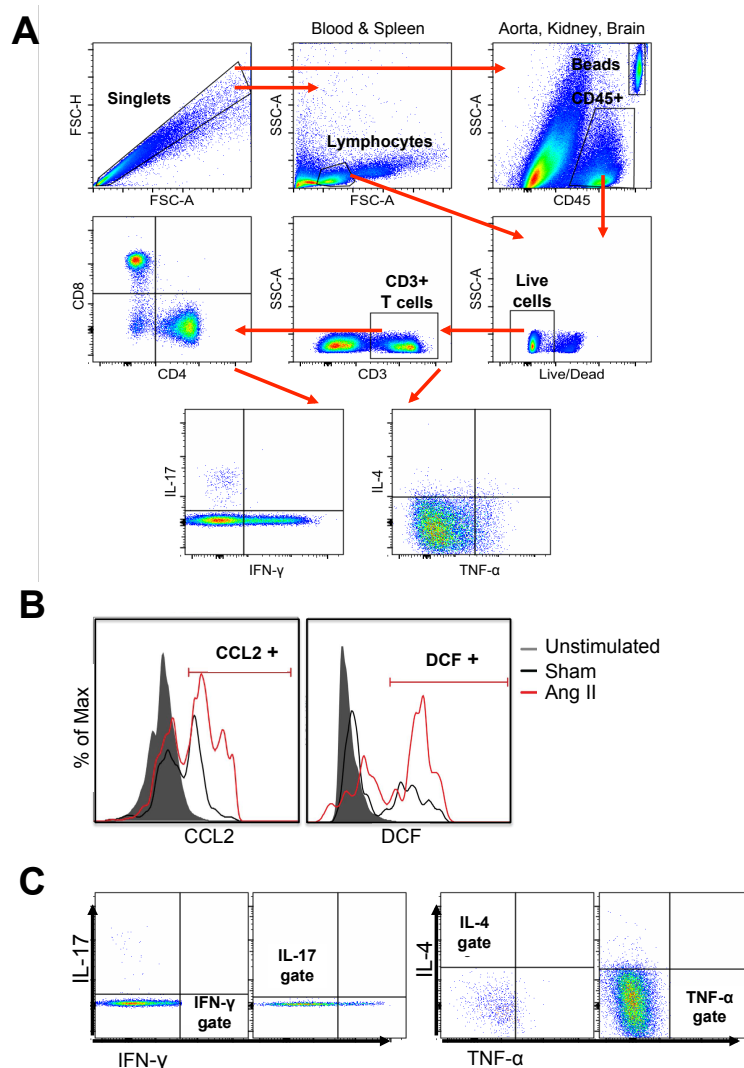 A
Blood & Spleen
Aorta, Kidney, Brain
FSC-H
Singlets
FSC-A
SSC-A
Lymphocytes
FSC-A
SSC-A
Beads
CD45+
CD45
CD8
CD4
SSC-A
CD3+
T cells
CD3
SSC-A
Live
cells
Live/Dead
IL-17
IFN-γ
IL-4
TNF-α
B
% of Max
CCL2 +
CCL2
DCF +
DCF
Unstimulated
Sham
Ang II
C
IL-17
IFN-γ
gate
IL-17
gate
IFN-γ
IL-4
IL-4
gate
TNF-α
gate
TNF-α